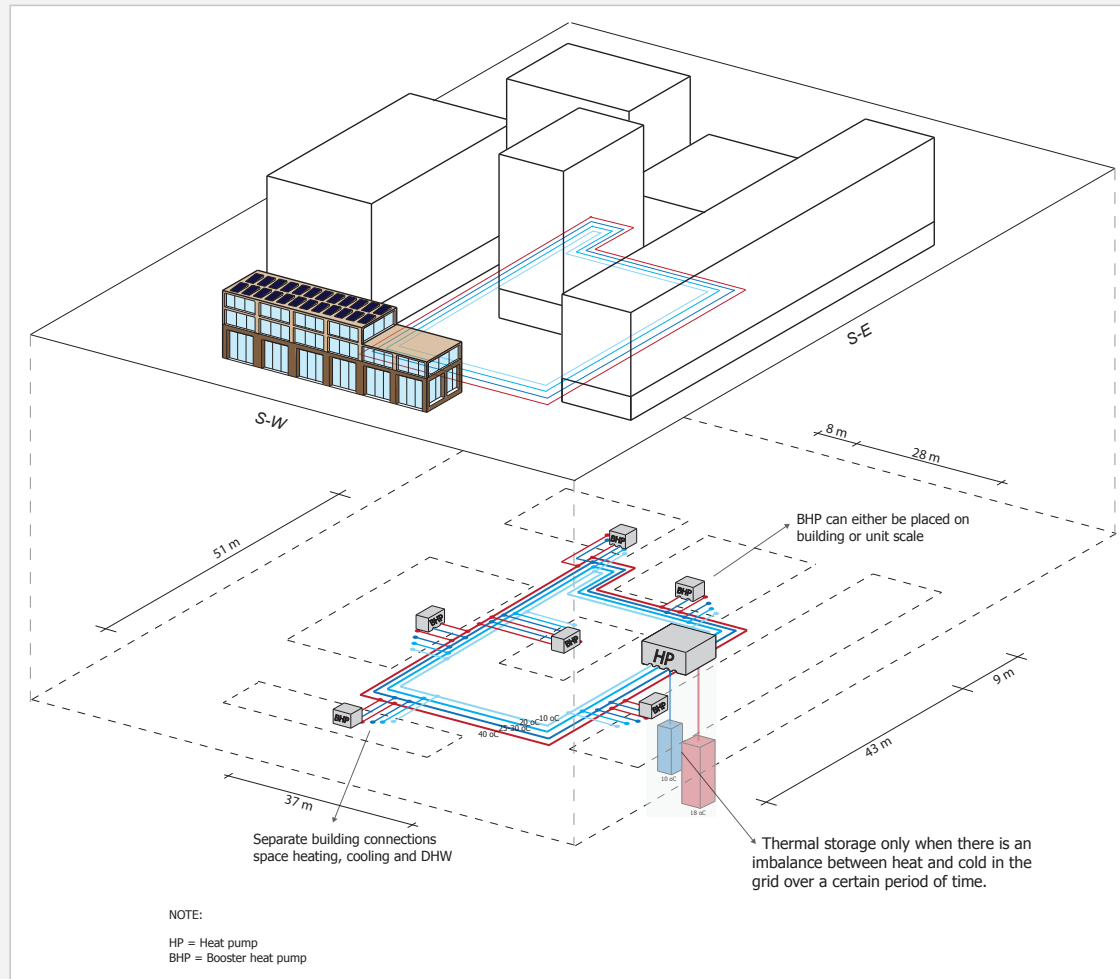 S-E
S-W
8 m
28 m
51 m
BHP can either be placed on
building or unit scale
BHP
BHP
BHP
BHP
HP
BHP
BHP
9 m
43 m
37 m
10 oC
20 oC
25-30 oC
40 oC
10 oC
18 oC
Separate building connections
space heating, cooling and DHW
Thermal storage only when there is an
imbalance between heat and cold in the
grid over a certain period of time.
NOTE:
HP = Heat pump
BHP = Booster heat pump